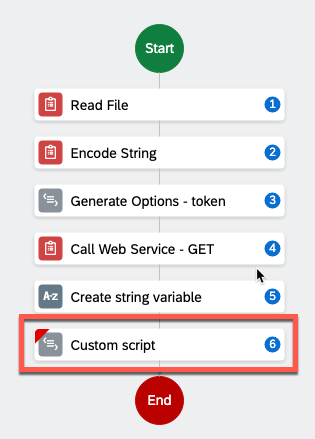 Start
Read File 1
Encode String 2
Generate Options - token 3
Call Web Service - GET 4
A-z Create string variable 5
Custom script 6
End